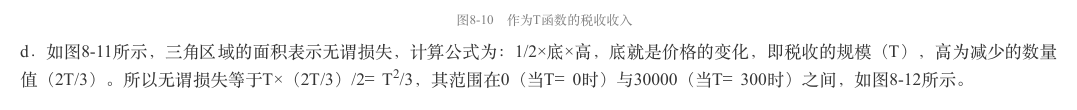 图8-10 作为T函数的税收收入
d. 如图8-11所示，三角区域的面积表示无谓损失，计算公式为：1/2×底×高，底就是价格的变化，即税收的规模（T），高为减少的数量
值（2T/3）。所以无谓损失等于T×（2T/3）/2= T²/3，其范围在0（当T= 0时）与30000（当T= 300时）之间，如图8-12所示。